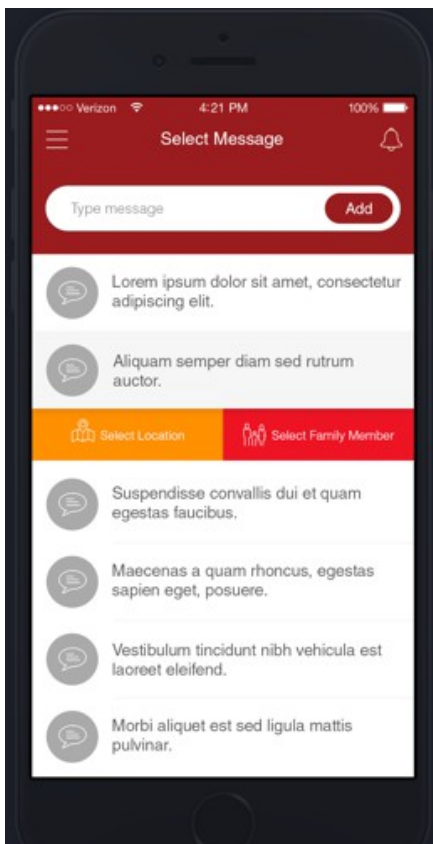 Verizon 4:21 PM 100%
Select Message
Type message Add
Lorem ipsum dolor sit amet, consectetur
adipiscing elit.
Aliquam semper diam sed rutrum
auctor.
Select Location Select Family Member
Suspendisse convallis dui et quam
egestas faucibus.
Maecenas a quam rhoncus, egestas
sapien eget, posuere.
Vestibulum tincidunt nibh vehicula est
laoreet eleifend.
Morbi aliquet est sed ligula mattis
pulvinar.